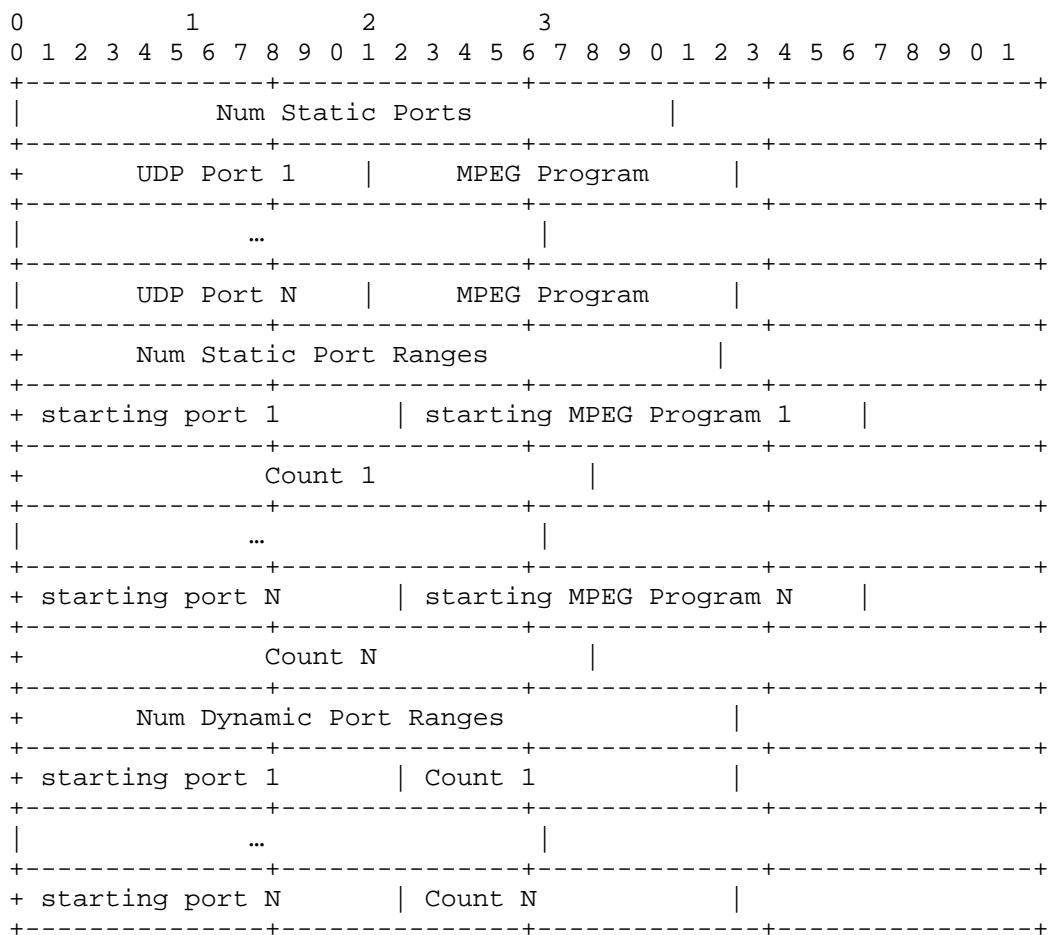 0                   1                   2                   3
0 1 2 3 4 5 6 7 8 9 0 1 2 3 4 5 6 7 8 9 0 1 2 3 4 5 6 7 8 9 0 1
+---------------+---------------+--------------+----------------+
|            Num Static Ports            |
+---------------+---------------+--------------+----------------+
+       UDP Port 1    |     MPEG Program     |
+---------------+---------------+--------------+----------------+
|              …                 |
+---------------+---------------+--------------+----------------+
|       UDP Port N    |     MPEG Program     |
+---------------+---------------+--------------+----------------+
+       Num Static Port Ranges              |
+---------------+---------------+--------------+----------------+
+ starting port 1       | starting MPEG Program 1    |
+---------------+---------------+--------------+----------------+
+               Count 1             |
+---------------+---------------+--------------+----------------+
|              …                 |
+---------------+---------------+--------------+----------------+
+ starting port N       | starting MPEG Program N    |
+---------------+---------------+--------------+----------------+
+               Count N             |
+---------------+---------------+--------------+----------------+
+       Num Dynamic Port Ranges              |
+---------------+---------------+--------------+----------------+
+ starting port 1       | Count 1            |
+---------------+---------------+--------------+----------------+
|              …                 |
+---------------+---------------+--------------+----------------+
+ starting port N       | Count N            |
+---------------+---------------+--------------+----------------+